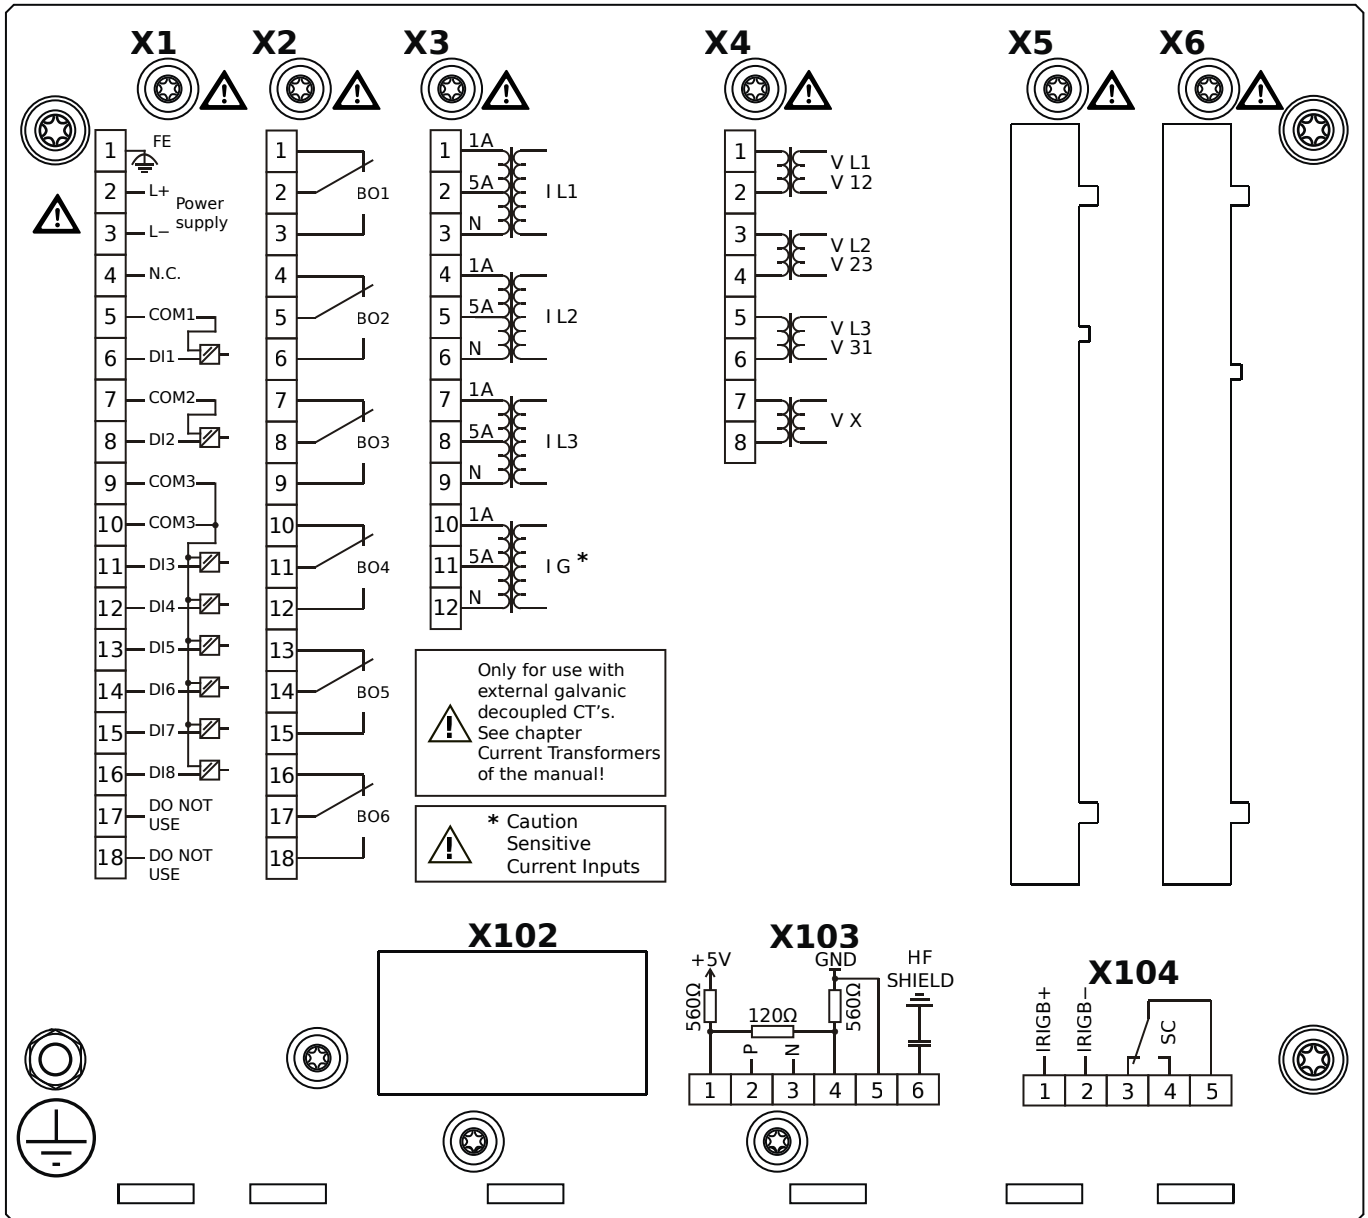 X1
X2
X3
X4
X5
X6
1
FE
2
L+
Power
supply
3
L−
4
N.C.
5
COM1
6
DI1
7
COM2
8
DI2
9
COM3
10
COM3
11
DI3
12
DI4
13
DI5
14
DI6
15
DI7
16
DI8
17
DO NOT
USE
18
DO NOT
USE
1
2
BO1
3
4
5
BO2
6
7
8
BO3
9
10
11
BO4
12
13
14
BO5
15
16
17
BO6
18
1
1A
2
5A
I L1
3
N
4
1A
5
5A
I L2
6
N
7
1A
8
5A
I L3
9
N
10
1A
11
5A
I G *
12
N
Only for use with
external galvanic
decoupled CT's.
See chapter
Current Transformers
of the manual!
* Caution
Sensitive
Current Inputs
1
V L1
2
V 12
3
V L2
4
V 23
5
V L3
6
V 31
7
V X
8
X102
X103
+5V
GND
HF
SHIELD
560Ω
120Ω
560Ω
P
N
1 2 3 4 5 6
X104
IRIGB+
IRIGB−
SC
1 2 3 4 5